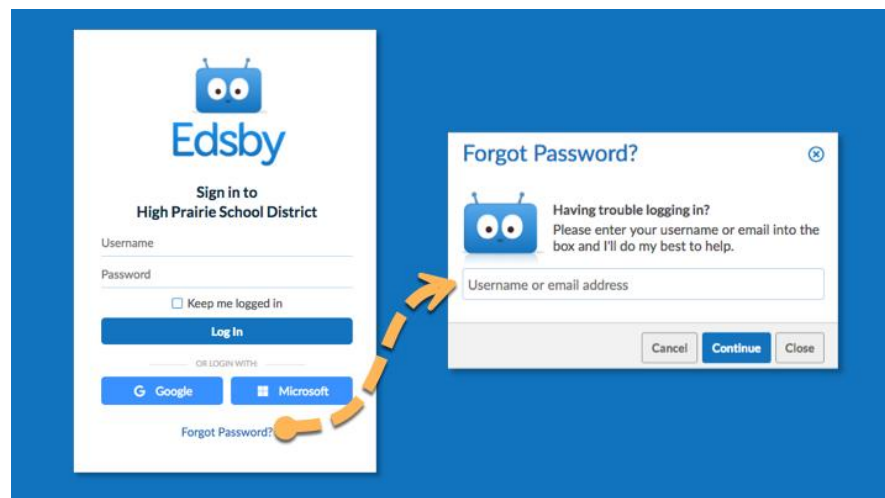 Edsby
Sign in to
High Prairie School District
Username
Password
Keep me logged in
Log In
OR LOGIN WITH:
G Google
Microsoft
Forgot Password?
Forgot Password?
Having trouble logging in?
Please enter your username or email into the
box and I'll do my best to help.
Username or email address
Cancel
Continue
Close